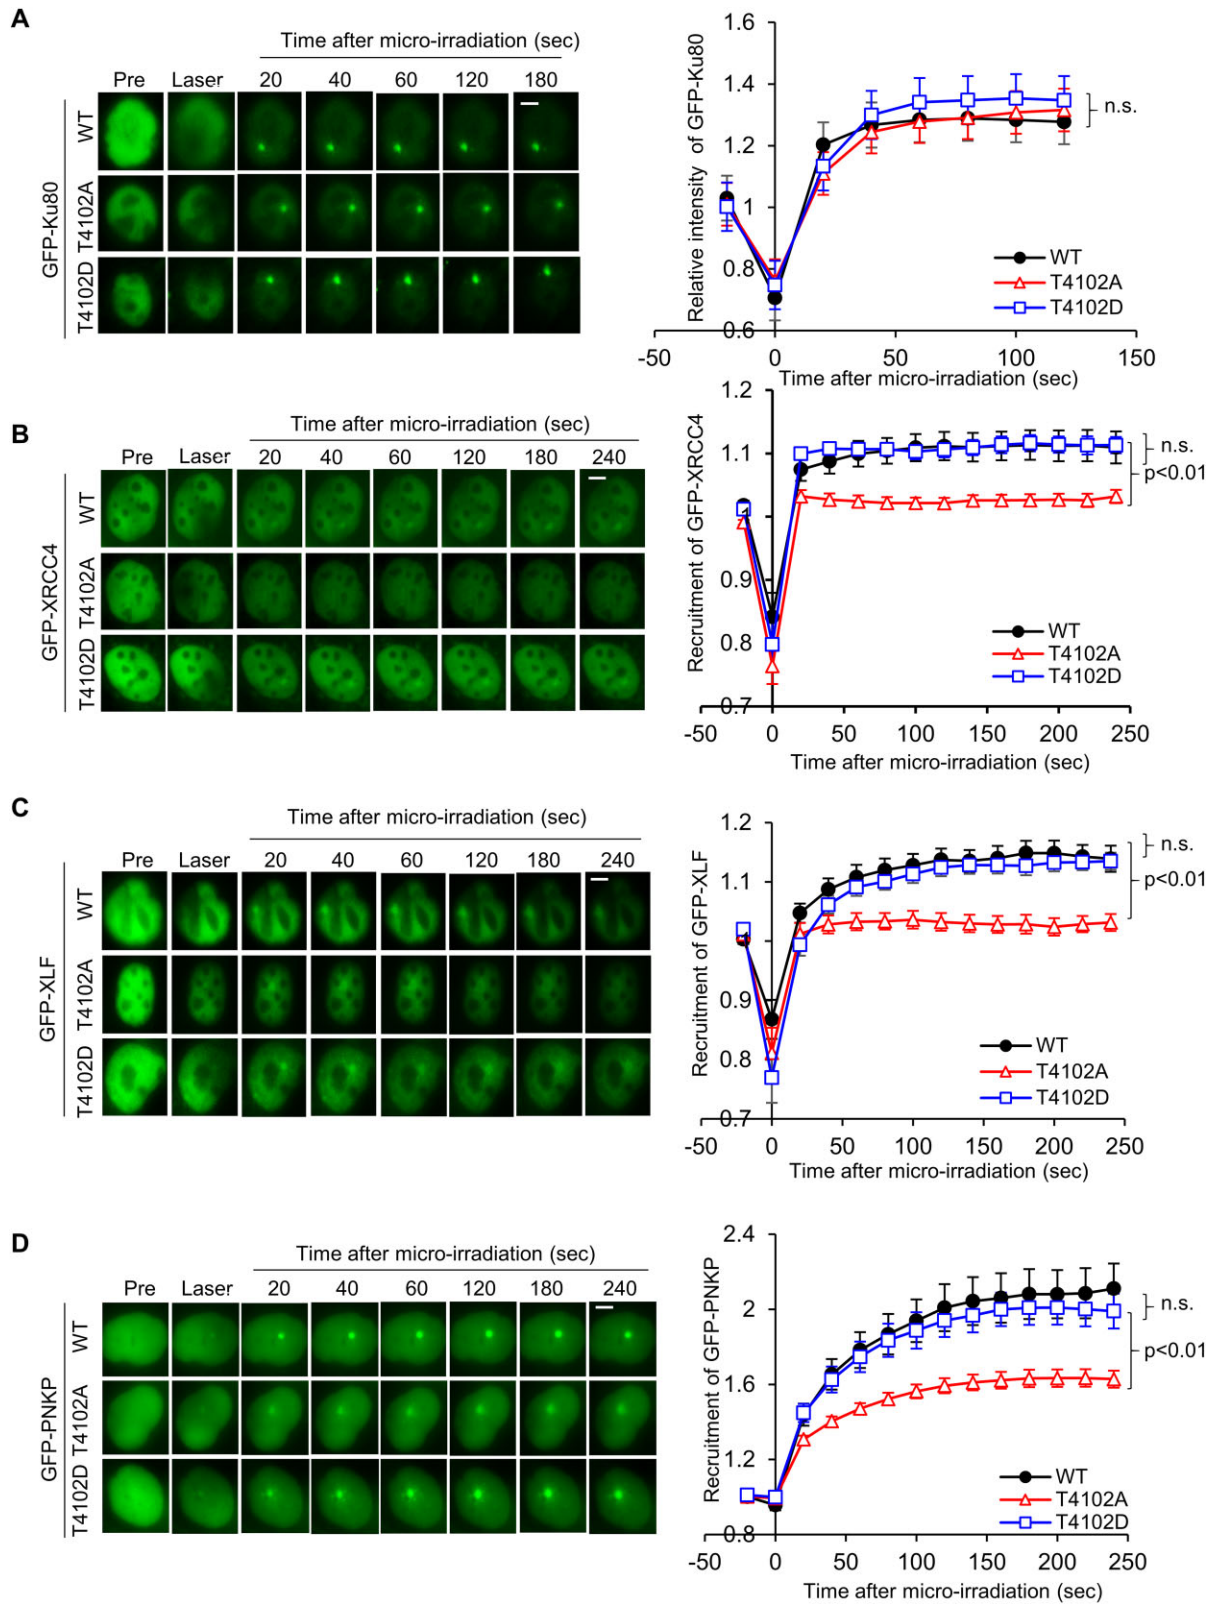 A
Time after micro-irradiation (sec)
Pre Laser 20 40 60 120 180
GFP-Ku80
WT
T4102A
T4102D
Relative intensity of GFP-Ku80
1.6
1.4
1.2
1
0.8
0.6
n.s.
WT
T4102A
T4102D
-50 0 50 100 150
Time after micro-irradiation (sec)
B
Time after micro-irradiation (sec)
Pre Laser 20 40 60 120 180 240
GFP-XRCC4
WT
T4102A
T4102D
Recruitment of GFP-XRCC4
1.2
1.1
1
0.9
0.8
0.7
n.s.
p<0.01
WT
T4102A
T4102D
-50 0 50 100 150 200 250
Time after micro-irradiation (sec)
C
Time after micro-irradiation (sec)
Pre Laser 20 40 60 120 180 240
GFP-XLF
WT
T4102A
T4102D
Recruitment of GFP-XLF
1.2
1.1
1
0.9
0.8
0.7
n.s.
p<0.01
WT
T4102A
T4102D
-50 0 50 100 150 200 250
Time after micro-irradiation (sec)
D
Time after micro-irradiation (sec)
Pre Laser 20 40 60 120 180 240
GFP-PNKP
WT
T4102A
T4102D
Recruitment of GFP-PNKP
2.4
2
1.6
1.2
0.8
n.s.
p<0.01
WT
T4102A
T4102D
-50 0 50 100 150 200 250
Time after micro-irradiation (sec)